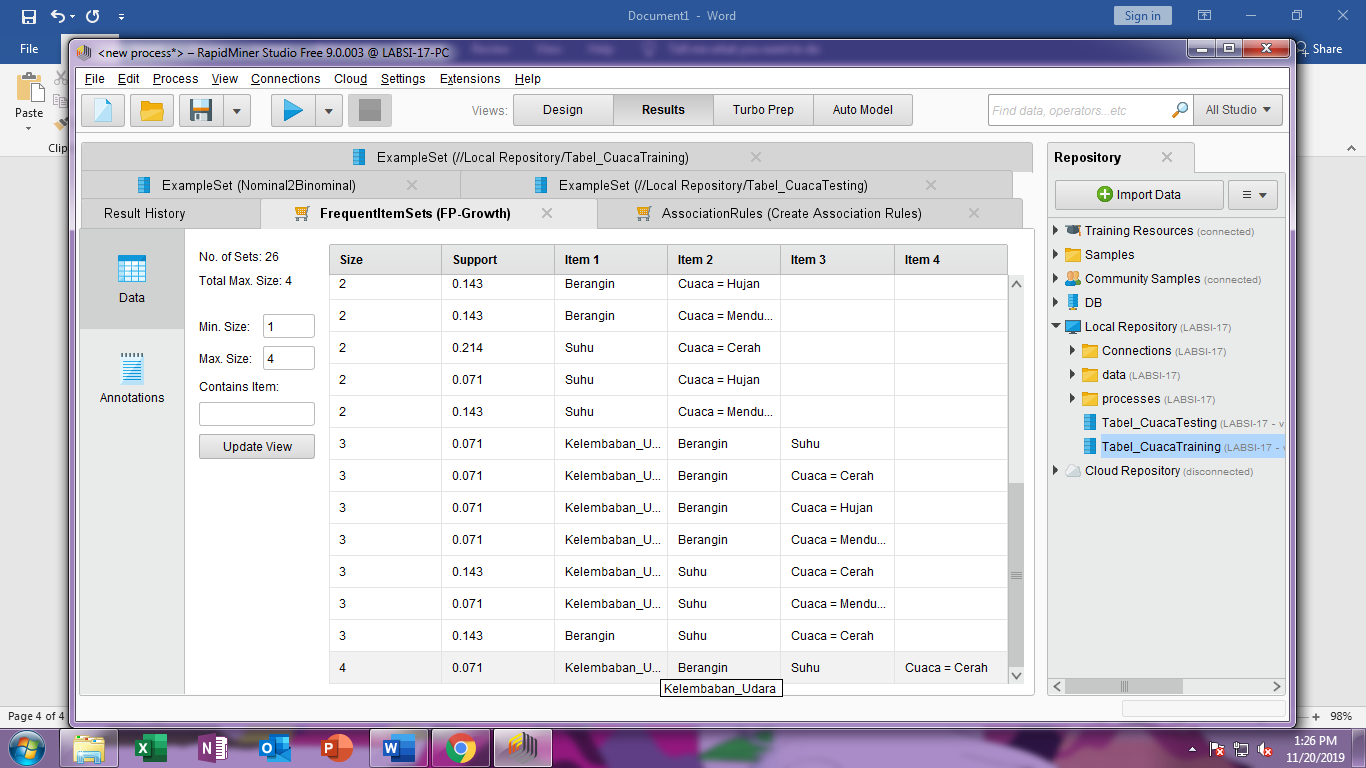 Document1 - Word
Sign in
File
Review View Help Tell me what you want to do
Share
Paste
Clip
<new process*> – RapidMiner Studio Free 9.0.003 @ LABSI-17-PC
File Edit Process View Connections Cloud Settings Extensions Help
Views: Design Results Turbo Prep Auto Model
Find data, operators...etc All Studio
ExampleSet (//Local Repository/Tabel_CuacaTraining)
ExampleSet (Nominal2Binominal) ExampleSet (//Local Repository/Tabel_CuacaTesting)
Result History FrequentItemSets (FP-Growth) AssociationRules (Create Association Rules)
Data
Annotations
No. of Sets: 26
Total Max. Size: 4
Min. Size: 1
Max. Size: 4
Contains Item:
Update View
Size Support Item 1 Item 2 Item 3 Item 4
2 0.143 Berangin Cuaca = Hujan
2 0.143 Berangin Cuaca = Mendu...
2 0.214 Suhu Cuaca = Cerah
2 0.071 Suhu Cuaca = Hujan
2 0.143 Suhu Cuaca = Mendu...
3 0.071 Kelembaban_U... Berangin Suhu
3 0.071 Kelembaban_U... Berangin Cuaca = Cerah
3 0.071 Kelembaban_U... Berangin Cuaca = Hujan
3 0.071 Kelembaban_U... Berangin Cuaca = Mendu...
3 0.143 Kelembaban_U... Suhu Cuaca = Cerah
3 0.071 Kelembaban_U... Suhu Cuaca = Mendu...
3 0.143 Berangin Suhu Cuaca = Cerah
4 0.071 Kelembaban_U... Berangin Suhu Cuaca = Cerah
Kelembaban_Udara
Repository
Import Data
Training Resources (connected)
Samples
Community Samples (connected)
DB
Local Repository (LABSI-17)
Connections (LABSI-17)
data (LABSI-17)
processes (LABSI-17)
Tabel_CuacaTesting (LABSI-17 - v
Tabel_CuacaTraining (LABSI-17 - v
Cloud Repository (disconnected)
Page 4 of 4
98%
1:26 PM
11/20/2019